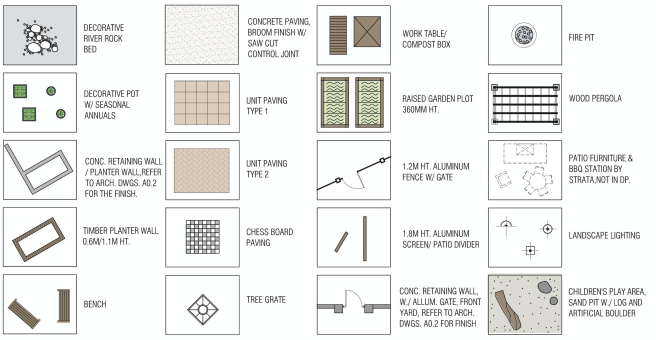 DECORATIVE
RIVER ROCK
BED
CONCRETE PAVING,
BROOM FINISH W/
SAW CUT
CONTROL JOINT
WORK TABLE/
COMPOST BOX
FIRE PIT
DECORATIVE POT
W/ SEASONAL
ANNUALS
UNIT PAVING
TYPE 1
RAISED GARDEN PLOT
360MM HT.
WOOD PERGOLA
CONC. RETAINING WALL
/ PLANTER WALL,REFER
TO ARCH. DWGS. A0.2
FOR THE FINISH.
UNIT PAVING
TYPE 2
1.2M HT. ALUMINUM
FENCE W/ GATE
PATIO FURNITURE &
BBQ STATION BY
STRATA,NOT IN DP.
TIMBER PLANTER WALL
0.6M/1.1M HT.
CHESS BOARD
PAVING
1.8M HT. ALUMINUM
SCREEN/ PATIO DIVIDER
LANDSCAPE LIGHTING
BENCH
TREE GRATE
CONC. RETAINING WALL,
W./ ALLUM. GATE, FRONT
YARD, REFER TO ARCH.
DWGS. A0.2 FOR FINISH
CHILDREN'S PLAY AREA,
SAND PIT W./ LOG AND
ARTIFICIAL BOULDER